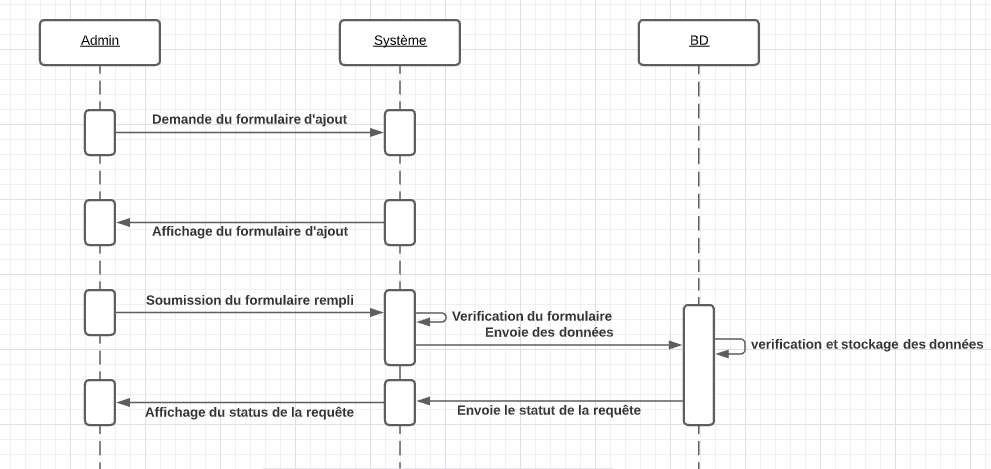 Admin
Système
BD
Demande du formulaire d'ajout
Affichage du formulaire d'ajout
Soumission du formulaire rempli
Verification du formulaire
Envoie des données
verification et stockage des données
Affichage du status de la requête
Envoie le statut de la requête